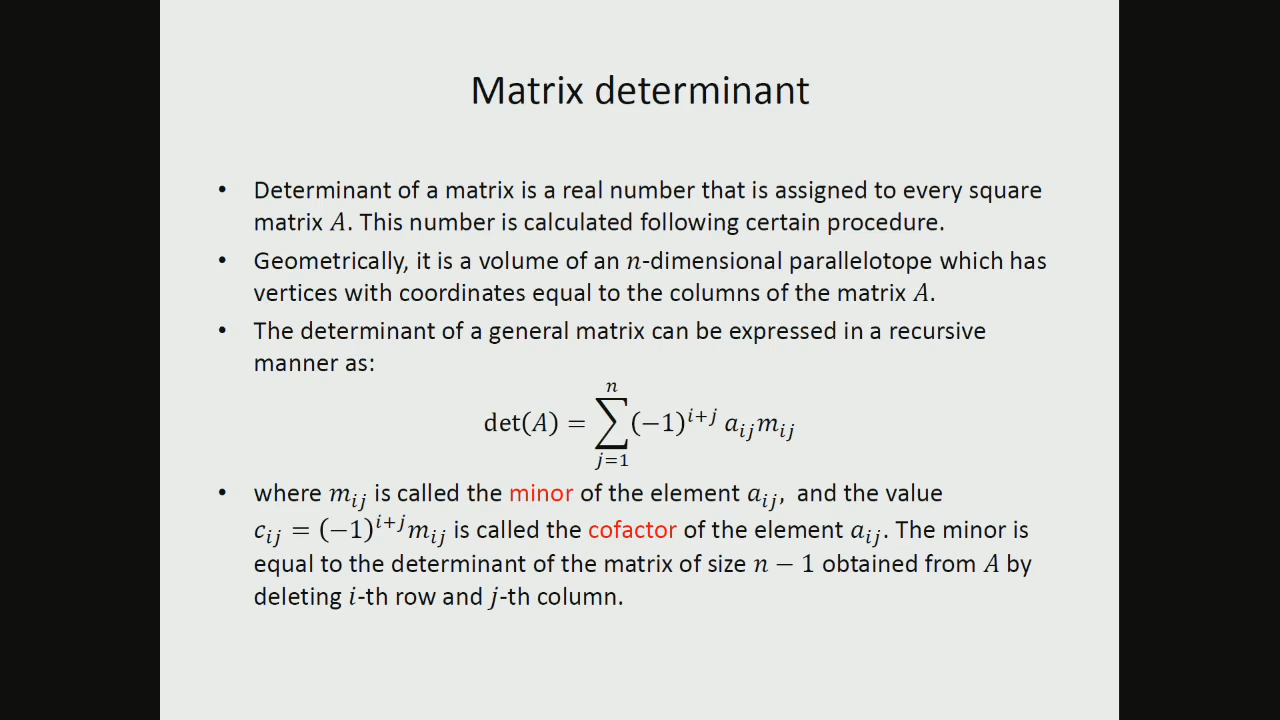 Matrix determinant
• Determinant of a matrix is a real number that is assigned to every square
matrix A. This number is calculated following certain procedure.
• Geometrically, it is a volume of an n-dimensional parallelotope which has
vertices with coordinates equal to the columns of the matrix A.
• The determinant of a general matrix can be expressed in a recursive
manner as:
det(A) = ∑_{j=1}^{n} (−1)^{i+j} a_{ij}m_{ij}
• where m_{ij} is called the minor of the element a_{ij}, and the value
c_{ij} = (−1)^{i+j}m_{ij} is called the cofactor of the element a_{ij}. The minor is
equal to the determinant of the matrix of size n − 1 obtained from A by
deleting i-th row and j-th column.